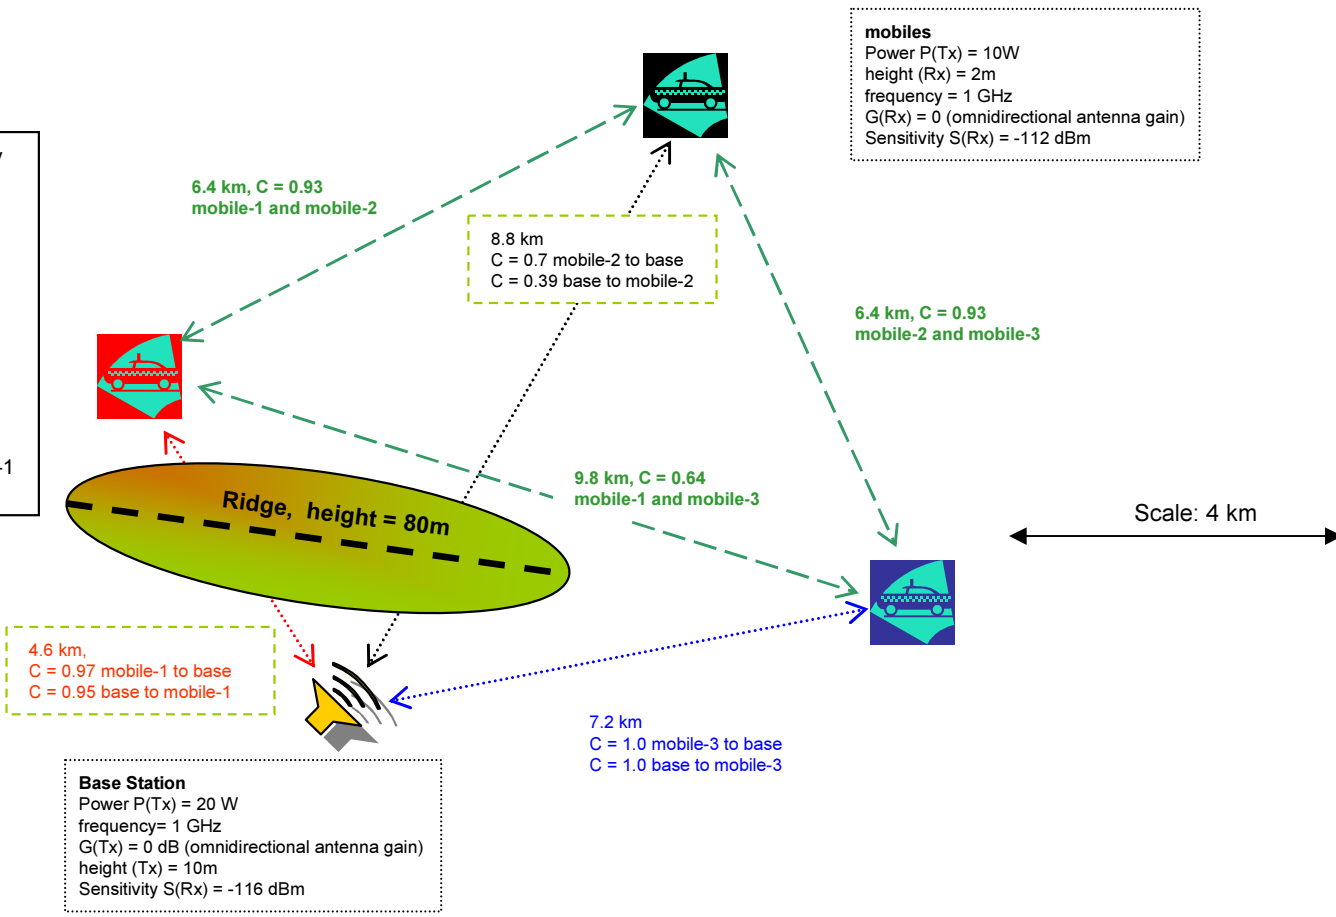 mobiles
Power P(Tx) = 10W
height (Rx) = 2m
frequency = 1 GHz
G(Rx) = 0 (omnidirectional antenna gain)
Sensitivity S(Rx) = -112 dBm
6.4 km, C = 0.93
mobile-1 and mobile-2
8.8 km
C = 0.7 mobile-2 to base
C = 0.39 base to mobile-2
6.4 km, C = 0.93
mobile-2 and mobile-3
-1
Ridge, height = 80m
9.8 km, C = 0.64
mobile-1 and mobile-3
Scale: 4 km
4.6 km,
C = 0.97 mobile-1 to base
C = 0.95 base to mobile-1
7.2 km
C = 1.0 mobile-3 to base
C = 1.0 base to mobile-3
Base Station
Power P(Tx) = 20 W
frequency= 1 GHz
G(Tx) = 0 dB (omnidirectional antenna gain)
height (Tx) = 10m
Sensitivity S(Rx) = -116 dBm